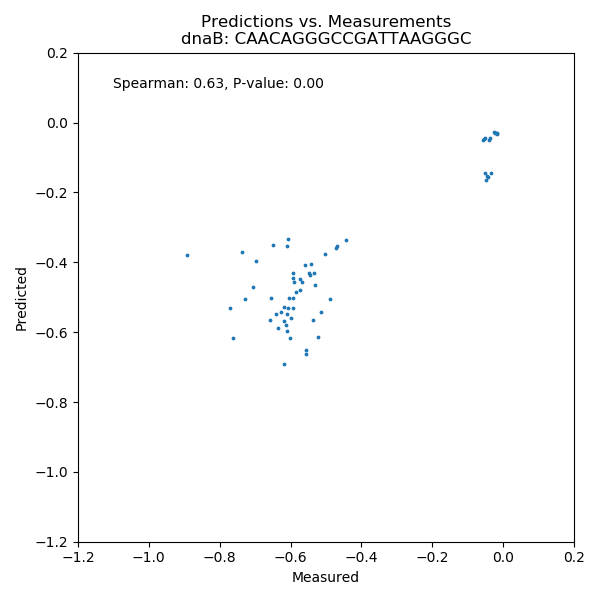 Predictions vs. Measurements
dnaB: CAACAGGGCCGATTAAGGGC
Spearman: 0.63, P-value: 0.00
0.2
0.0
−0.2
−0.4
−0.6
−0.8
−1.0
−1.2
Predicted
−1.2 −1.0 −0.8 −0.6 −0.4 −0.2 0.0 0.2
Measured